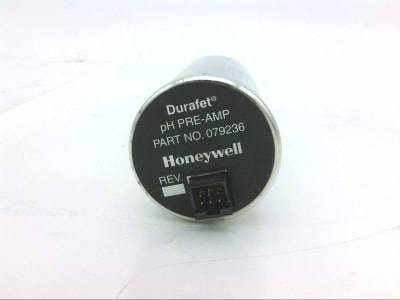 Durafet®
pH PRE-AMP
PART NO. 079236
Honeywell
REV.